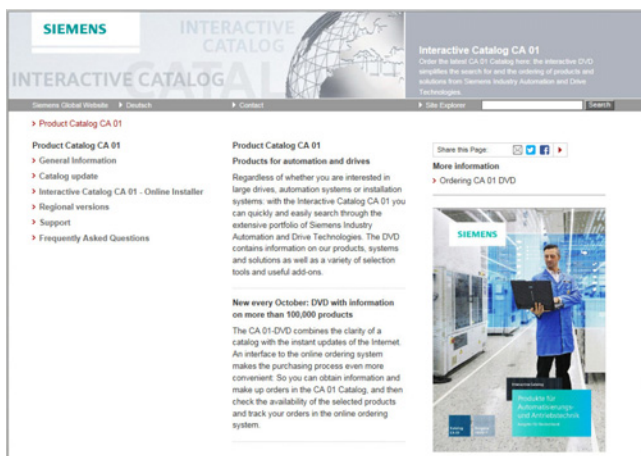 SIEMENS
INTERACTIVE
CATALOG
INTERACTIVE CATALOG
CATAL
Interactive Catalog CA 01
Order the latest CA 01 Catalog here: the interactive DVD
simplifies the search for and the ordering of products and
solutions from Siemens Industry Automation and Drive
Technologies.
Siemens Global Website Deutsch Contact Site Explorer Search
Product Catalog CA 01
Product Catalog CA 01
General Information
Catalog update
Interactive Catalog CA 01 - Online Installer
Regional versions
Support
Frequently Asked Questions
Product Catalog CA 01
Products for automation and drives
Regardless of whether you are interested in
large drives, automation systems or installation
systems: with the Interactive Catalog CA 01 you
can quickly and easily search through the
extensive portfolio of Siemens Industry
Automation and Drive Technologies. The DVD
contains information on our products, systems
and solutions as well as a variety of selection
tools and useful add-ons.
New every October: DVD with information
on more than 100,000 products
The CA 01-DVD combines the clarity of a
catalog with the instant updates of the Internet.
An interface to the online ordering system
makes the purchasing process even more
convenient: So you can obtain information and
make up orders in the CA 01 Catalog, and then
check the availability of the selected products
and track your orders in the online ordering
system.
Share this Page:
More information
Ordering CA 01 DVD
SIEMENS
Produkte für
Automatisierungs-
und Antriebstechnik